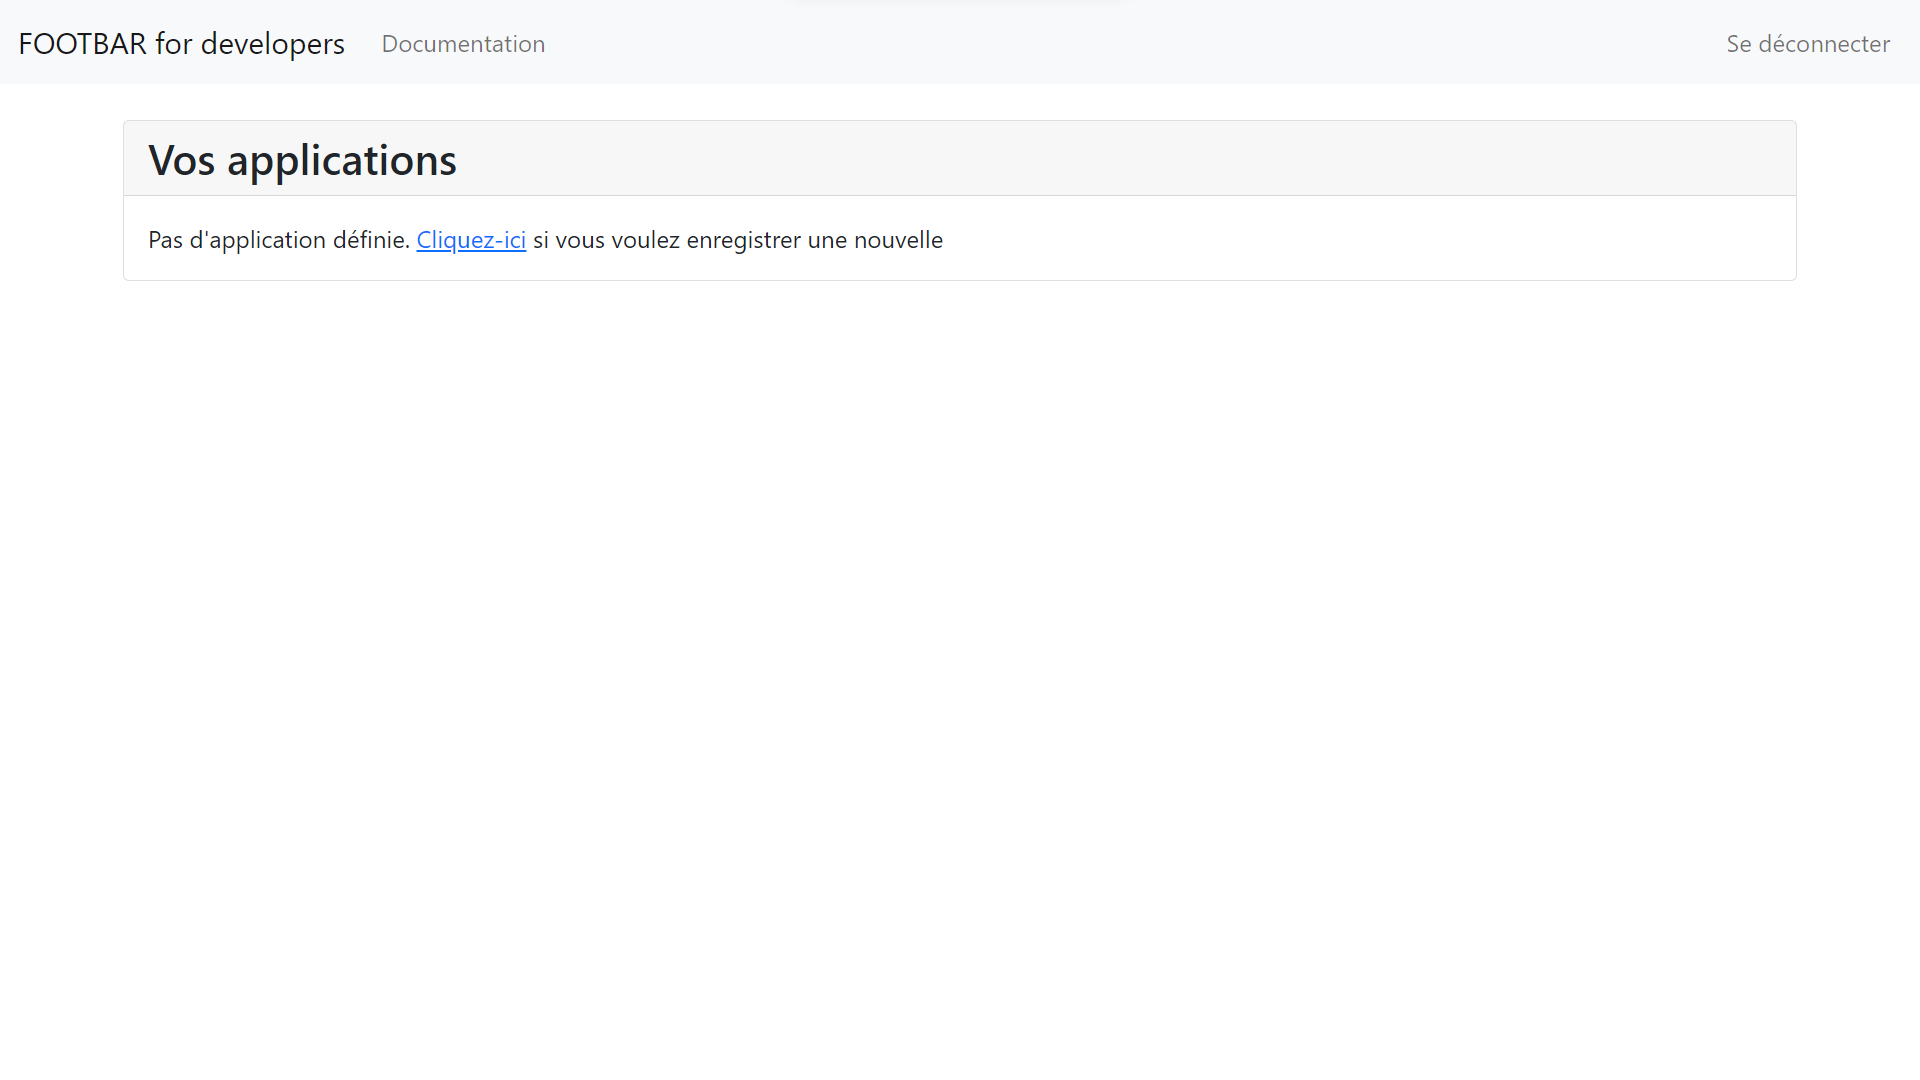 FOOTBAR for developers Documentation Se déconnecter
Vos applications
Pas d'application définie. Cliquez-ici si vous voulez enregistrer une nouvelle